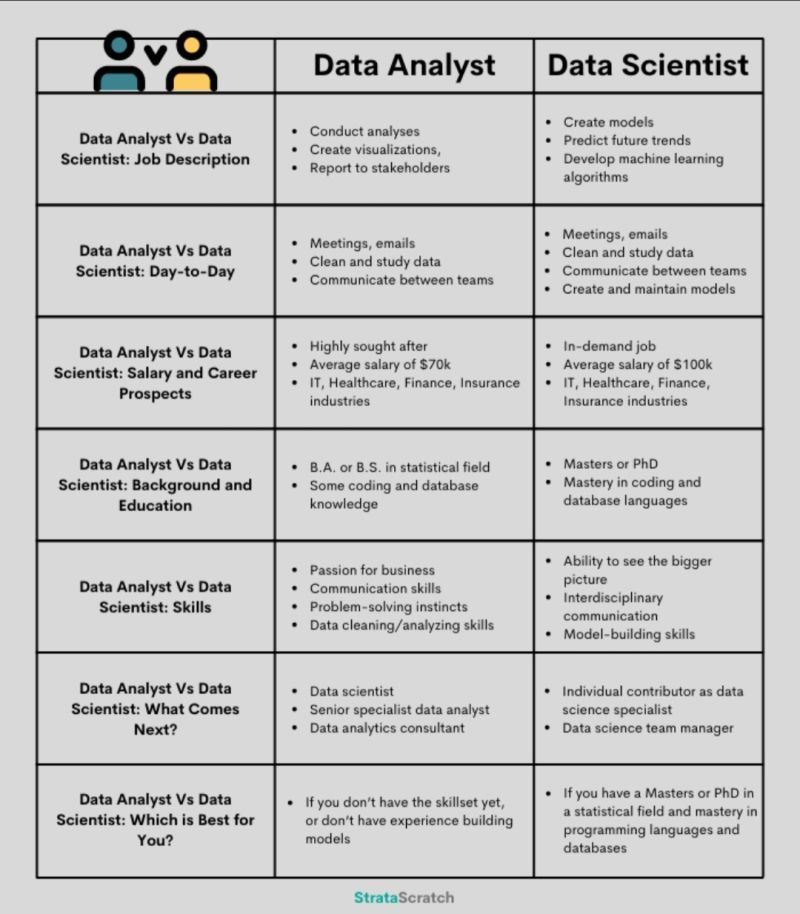 Data Analyst
Data Scientist
Data Analyst Vs Data
Scientist: Job Description
• Conduct analyses
• Create visualizations,
• Report to stakeholders
• Create models
• Predict future trends
• Develop machine learning
algorithms
Data Analyst Vs Data
Scientist: Day-to-Day
• Meetings, emails
• Clean and study data
• Communicate between teams
• Meetings, emails
• Clean and study data
• Communicate between teams
• Create and maintain models
Data Analyst Vs Data
Scientist: Salary and Career
Prospects
• Highly sought after
• Average salary of $70k
• IT, Healthcare, Finance, Insurance
industries
• In-demand job
• Average salary of $100k
• IT, Healthcare, Finance,
Insurance industries
Data Analyst Vs Data
Scientist: Background and
Education
• B.A. or B.S. in statistical field
• Some coding and database
knowledge
• Masters or PhD
• Mastery in coding and
database languages
Data Analyst Vs Data
Scientist: Skills
• Passion for business
• Communication skills
• Problem-solving instincts
• Data cleaning/analyzing skills
• Ability to see the bigger
picture
• Interdisciplinary
communication
• Model-building skills
Data Analyst Vs Data
Scientist: What Comes
Next?
• Data scientist
• Senior specialist data analyst
• Data analytics consultant
• Individual contributor as data
science specialist
• Data science team manager
Data Analyst Vs Data
Scientist: Which is Best for
You?
• If you don't have the skillset yet,
or don't have experience building
models
• If you have a Masters or PhD in
a statistical field and mastery in
programming languages and
databases
StrataScratch